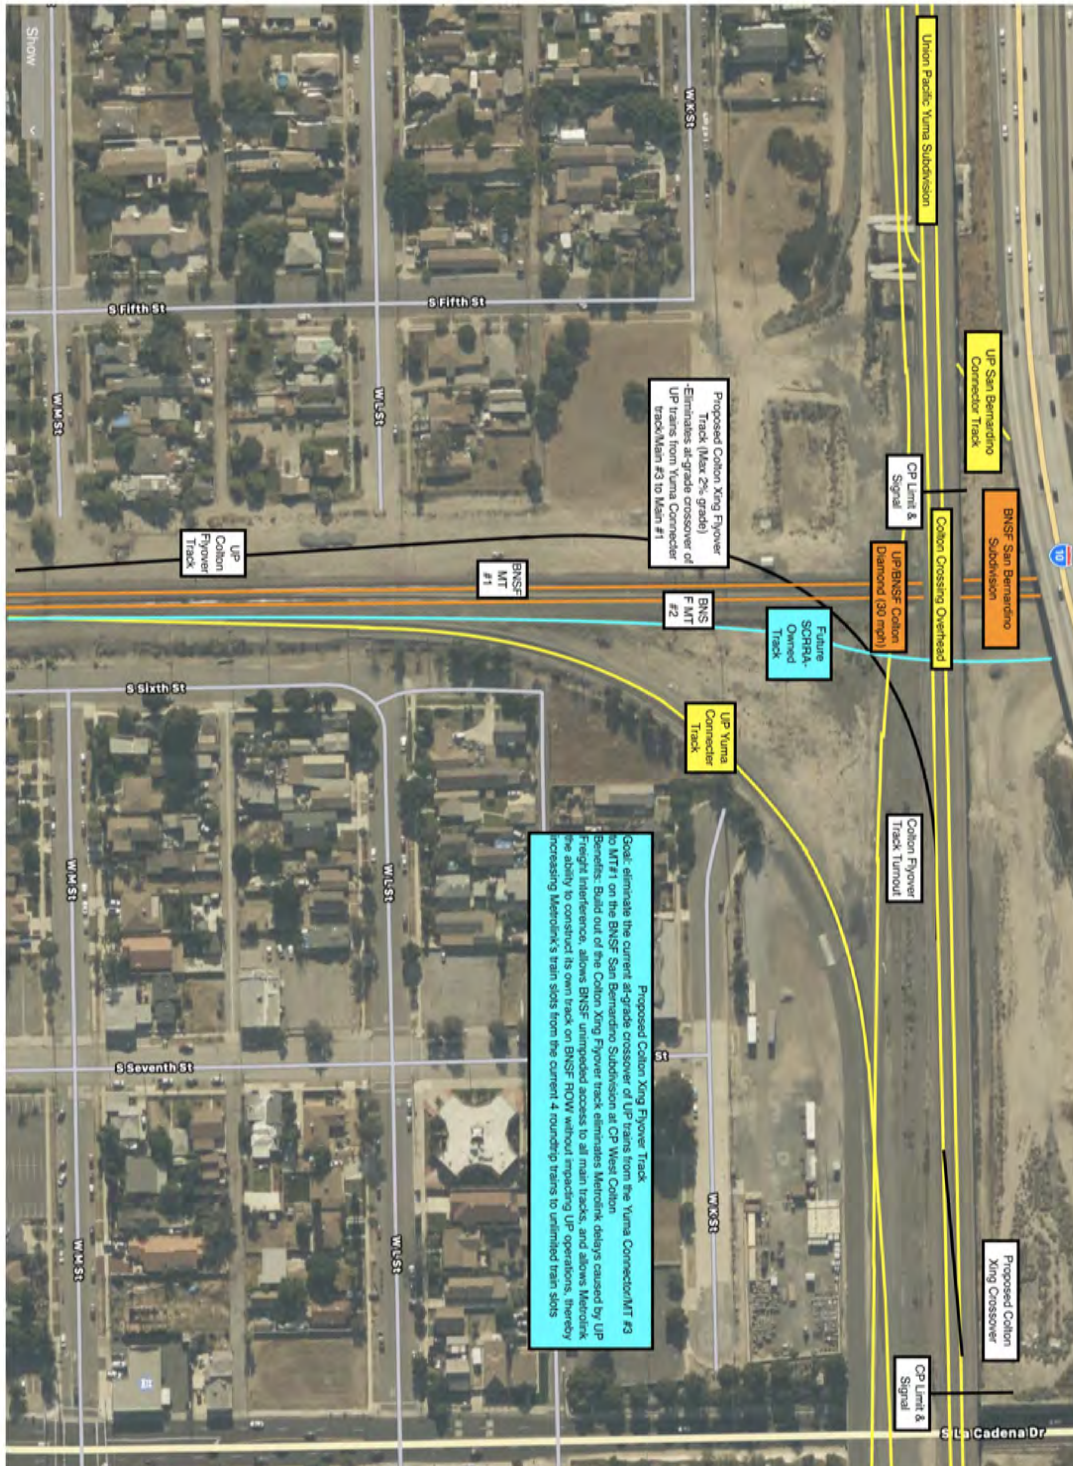 Show
Union Pacific Yuma Subdivision
UP San Bernardino
Connector Track
CP Limit &
Signal
BNSF San Bernardino
Subdivision
10
Colton Crossing Overhead
UP/BNSF Colton
Diamond (30 mph)
Proposed Colton Xing Flyover
Track (Max 2% grade)
-Eliminates at-grade crossover of
UP trains from Yuma Connecter
track/Main #3 to Main #1
Future
SCRRA-
Owned
Track
BNS
F MT
#2
BNSF
MT
#1
UP
Colton
Flyover
Track
UP Yuma
Connecter
Track
Colton Flyover
Track Turnout
Proposed Colton
Xing Crossover
CP Limit &
Signal
Proposed Colton Xing Flyover Track
Goal: eliminate the current at-grade crossover of UP trains from the Yuma Connector/MT #3
to MT#1 on the BNSF San Bernardino Subdivision at CP West Colton
Benefits: Build out of the Colton Xing Flyover track eliminates Metrolink delays caused by UP
Freight Interference, allows BNSF unimpeded access to all main tracks, and allows Metrolink
the ability to construct its own track on BNSF ROW without impacting UP operations, thereby
increasing Metrolink's train slots from the current 4 roundtrip trains to unlimited train slots
W K St
S Fifth St
S Fifth St
W L St
W M St
S Sixth St
W L St
W M St
S Seventh St
St
W K St
W L St
W M St
S La Cadena Dr